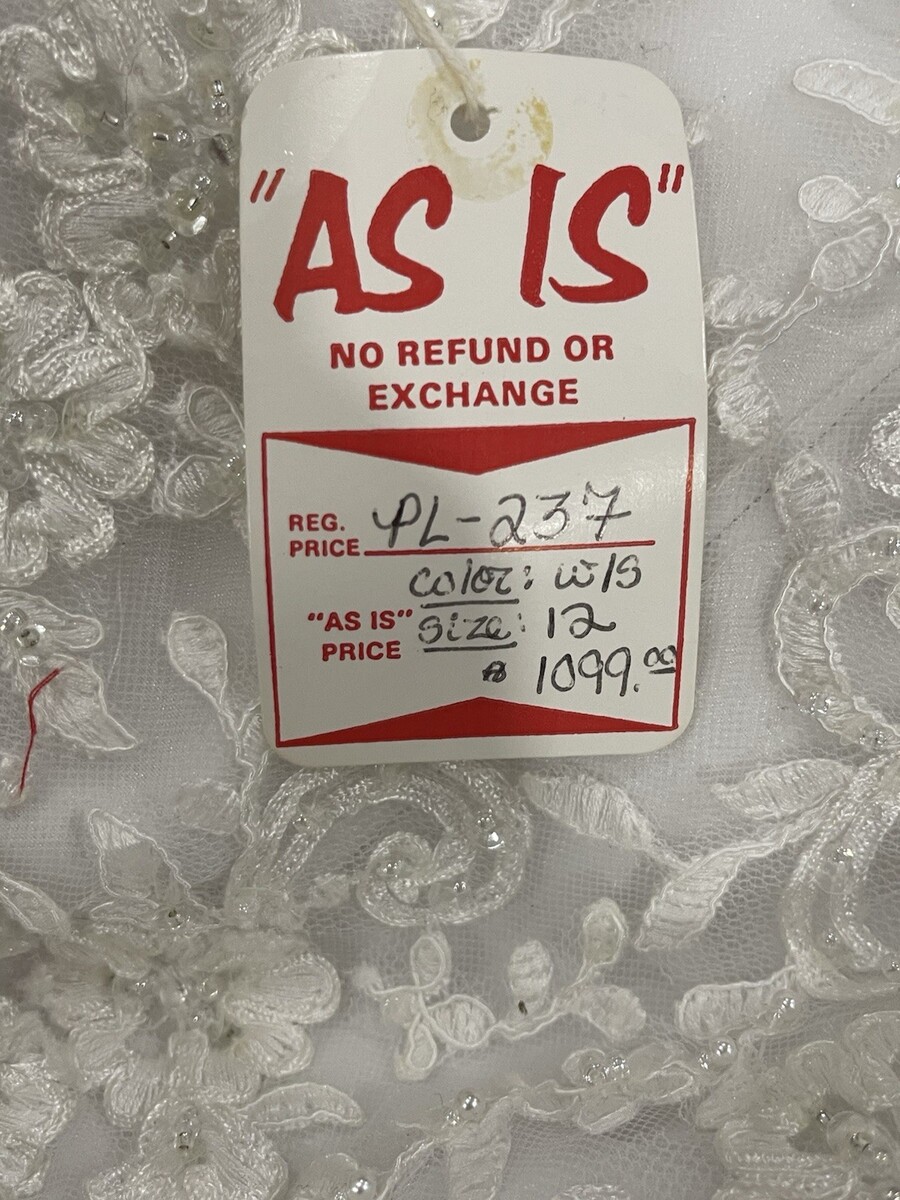 "AS IS"
NO REFUND OR
EXCHANGE
REG. PRICE PL-237
color: w/s
"AS IS" PRICE size: 12
$ 1099.00